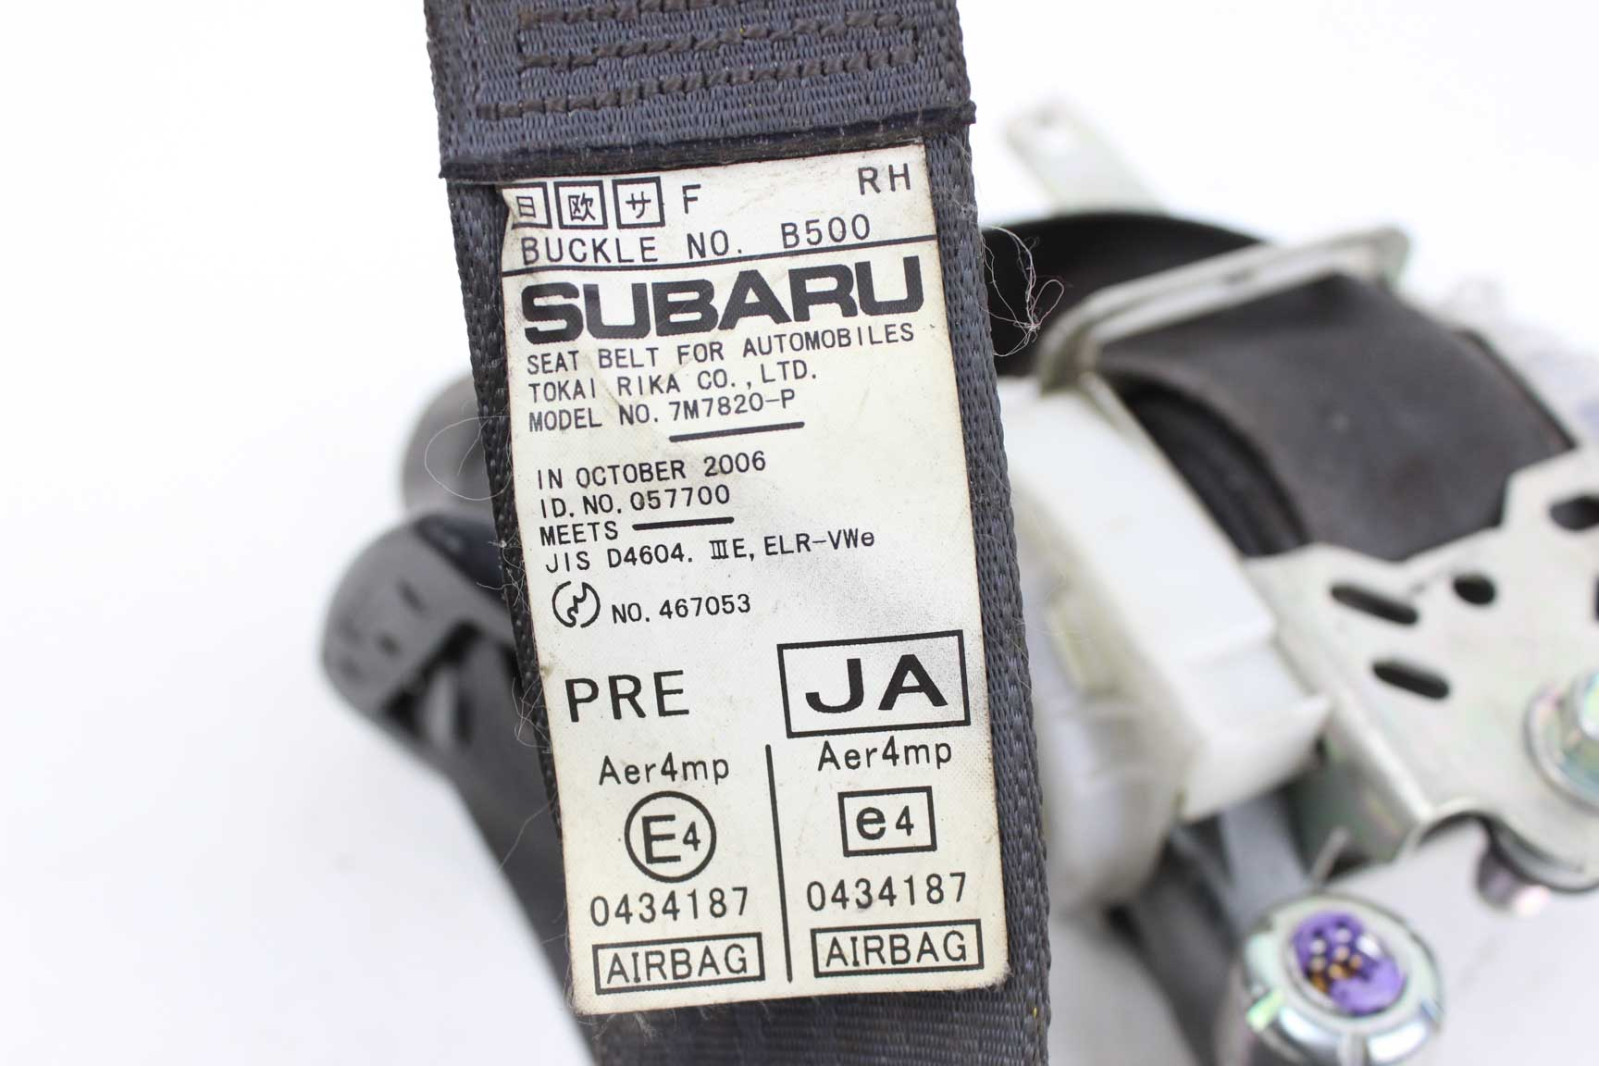 日 欧 サ F RH
BUCKLE NO. B500
SUBARU
SEAT BELT FOR AUTOMOBILES
TOKAI RIKA CO., LTD.
MODEL NO. 7M7820-P
IN OCTOBER 2006
ID. NO. 057700
MEETS
JIS D4604. ⅢE, ELR-VWe
NO. 467053
PRE JA
Aer4mp Aer4mp
E4 e4
0434187 0434187
AIRBAG AIRBAG